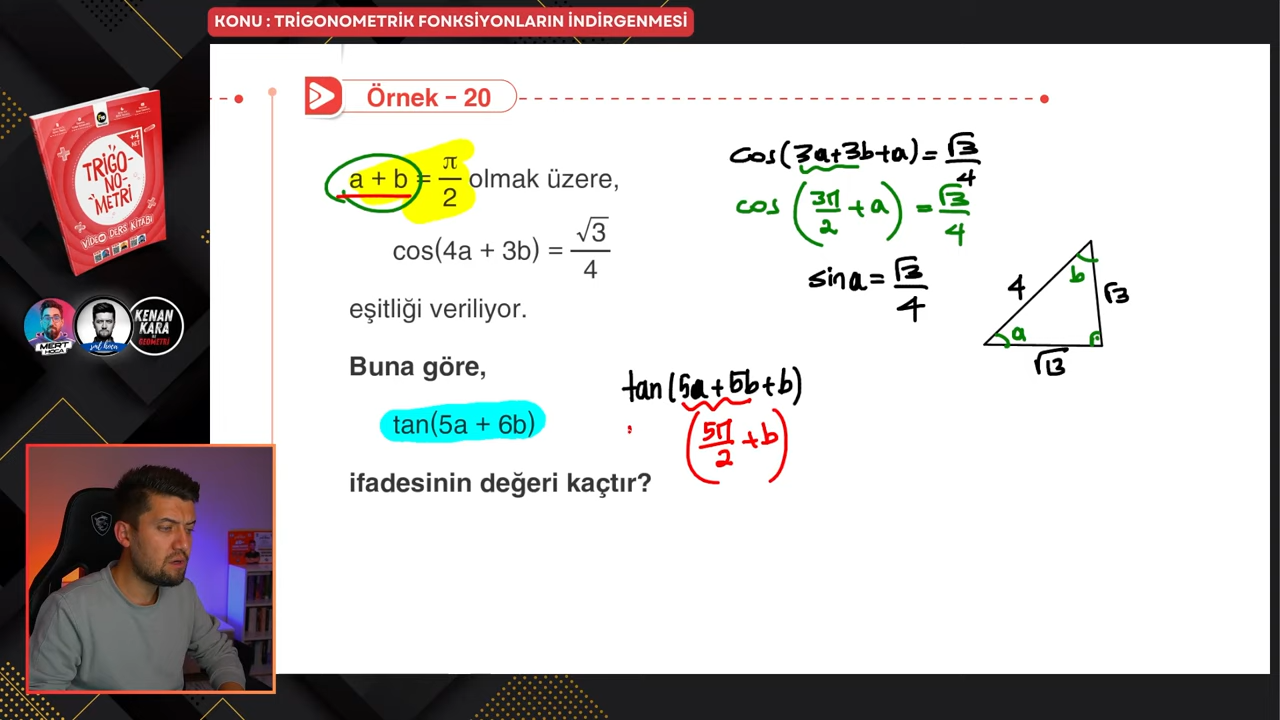 KONU : TRİGONOMETRİK FONKSİYONLARIN İNDİRGENMESİ
Örnek – 20
a + b = π/2 olmak üzere,
cos(4a + 3b) = √3/4
eşitliği veriliyor.
Buna göre,
tan(5a + 6b)
ifadesinin değeri kaçtır?
cos(3a+3b+a) = √3/4
cos(3π/2 + a) = √3/4
sina = √3/4
4
b
√3
a
√13
tan(5a+5b+b)
(5π/2 + b)
+4 NET
TRİGO-
NO-
METRİ
VİDEO DERS KİTABI
MERT HOCA
KENAN KARA
GEOMETRİ